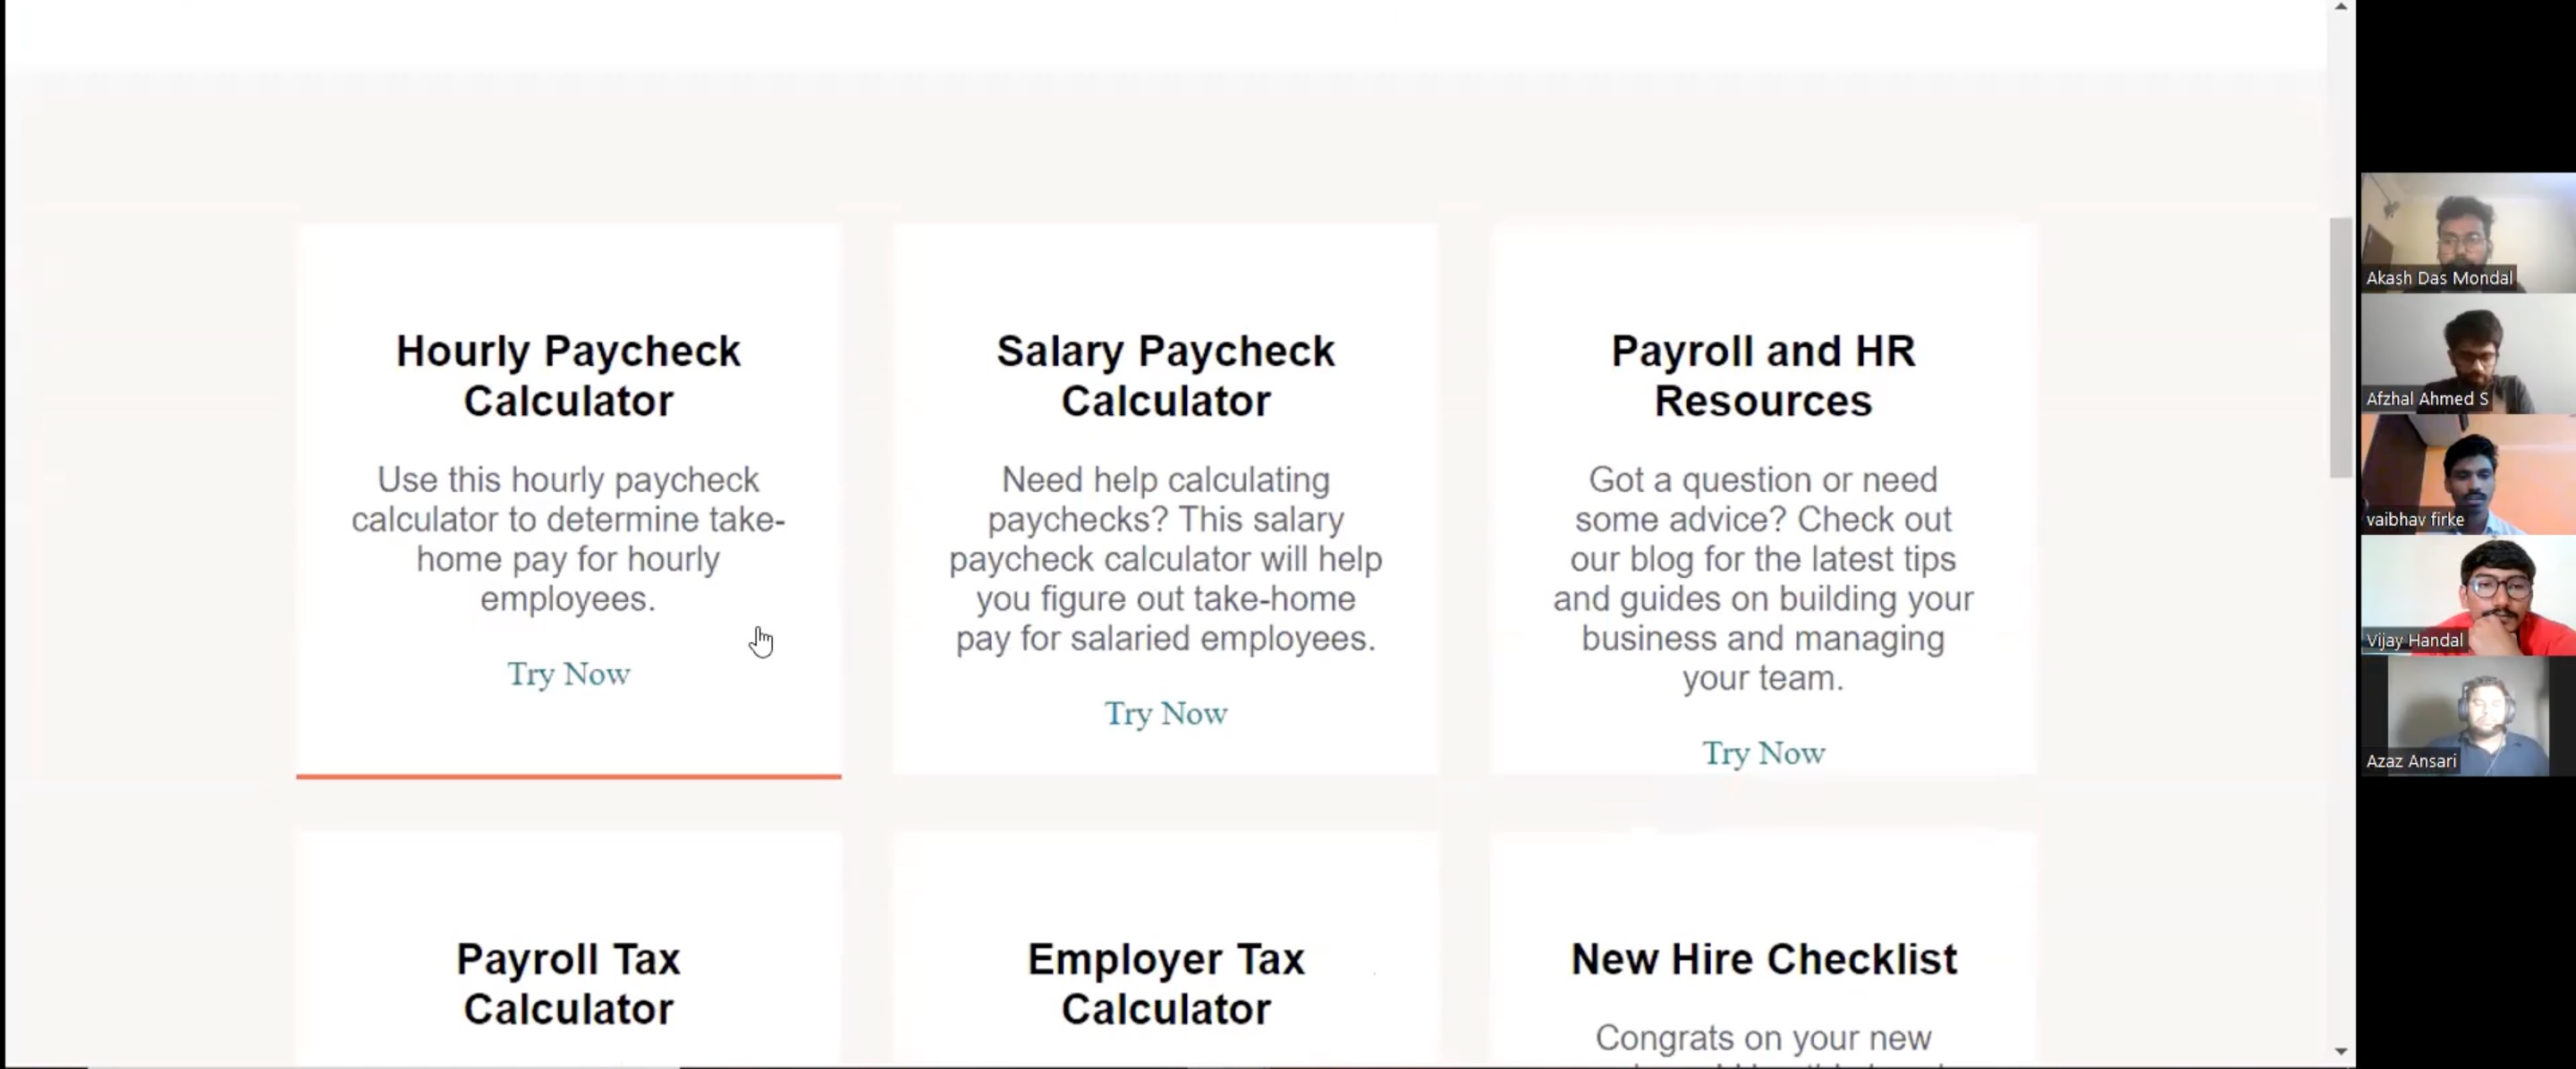 Hourly Paycheck
Calculator
Use this hourly paycheck
calculator to determine take-
home pay for hourly
employees.
Try Now
Salary Paycheck
Calculator
Need help calculating
paychecks? This salary
paycheck calculator will help
you figure out take-home
pay for salaried employees.
Try Now
Payroll and HR
Resources
Got a question or need
some advice? Check out
our blog for the latest tips
and guides on building your
business and managing
your team.
Try Now
Payroll Tax
Calculator
Employer Tax
Calculator
New Hire Checklist
Congrats on your new
Akash Das Mondal
Afzhal Ahmed S
vaibhav firke
Vijay Handal
Azaz Ansari